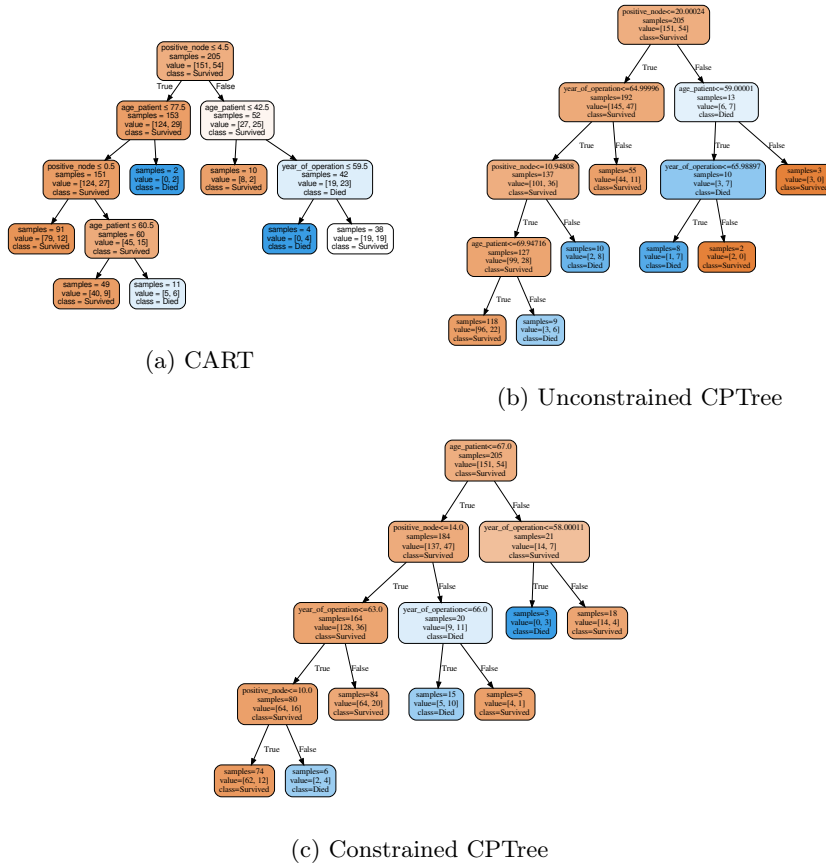 positive_node ≤ 4.5
samples = 205
value = [151, 54]
class = Survived
True
False
age_patient ≤ 77.5
samples = 153
value = [124, 29]
class = Survived
age_patient ≤ 42.5
samples = 52
value = [27, 25]
class = Survived
positive_node ≤ 0.5
samples = 151
value = [124, 27]
class = Survived
samples = 2
value = [0, 2]
class = Died
samples = 10
value = [8, 2]
class = Survived
year_of_operation ≤ 59.5
samples = 42
value = [19, 23]
class = Died
samples = 91
value = [79, 12]
class = Survived
age_patient ≤ 60.5
samples = 60
value = [45, 15]
class = Survived
samples = 4
value = [0, 4]
class = Died
samples = 38
value = [19, 19]
class = Survived
samples = 49
value = [40, 9]
class = Survived
samples = 11
value = [5, 6]
class = Died
(a) CART
positive_node<=20.00024
samples=205
value=[151, 54]
class=Survived
True
False
year_of_operation<=64.99996
samples=192
value=[145, 47]
class=Survived
age_patient<=59.00001
samples=13
value=[6, 7]
class=Died
True
False
True
False
positive_node<=10.94808
samples=137
value=[101, 36]
class=Survived
samples=55
value=[44, 11]
class=Survived
year_of_operation<=65.98897
samples=10
value=[3, 7]
class=Died
samples=3
value=[3, 0]
class=Survived
True
False
True
False
age_patient<=69.94716
samples=127
value=[99, 28]
class=Survived
samples=10
value=[2, 8]
class=Died
samples=8
value=[1, 7]
class=Died
samples=2
value=[2, 0]
class=Survived
True
False
samples=118
value=[96, 22]
class=Survived
samples=9
value=[3, 6]
class=Died
(b) Unconstrained CPTree
age_patient<=67.0
samples=205
value=[151, 54]
class=Survived
True
False
positive_node<=14.0
samples=184
value=[137, 47]
class=Survived
year_of_operation<=58.00011
samples=21
value=[14, 7]
class=Survived
True
False
True
False
year_of_operation<=63.0
samples=164
value=[128, 36]
class=Survived
year_of_operation<=66.0
samples=20
value=[9, 11]
class=Died
samples=3
value=[0, 3]
class=Died
samples=18
value=[14, 4]
class=Survived
True
False
True
False
positive_node<=10.0
samples=80
value=[64, 16]
class=Survived
samples=84
value=[64, 20]
class=Survived
samples=15
value=[5, 10]
class=Died
samples=5
value=[4, 1]
class=Survived
True
False
samples=74
value=[62, 12]
class=Survived
samples=6
value=[2, 4]
class=Died
(c) Constrained CPTree